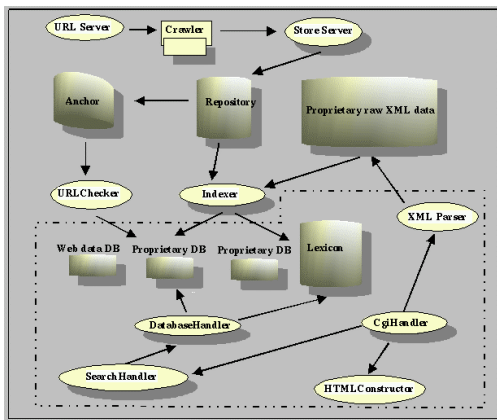 URL Server
Crawler
Store Server
Anchor
Repository
Proprietary raw XML data
URLChecker
Indexer
XML Parser
Web data DB
Proprietary DB
Proprietary DB
Lexicon
DatabaseHandler
CgiHandler
SearchHandler
HTMLConstructor